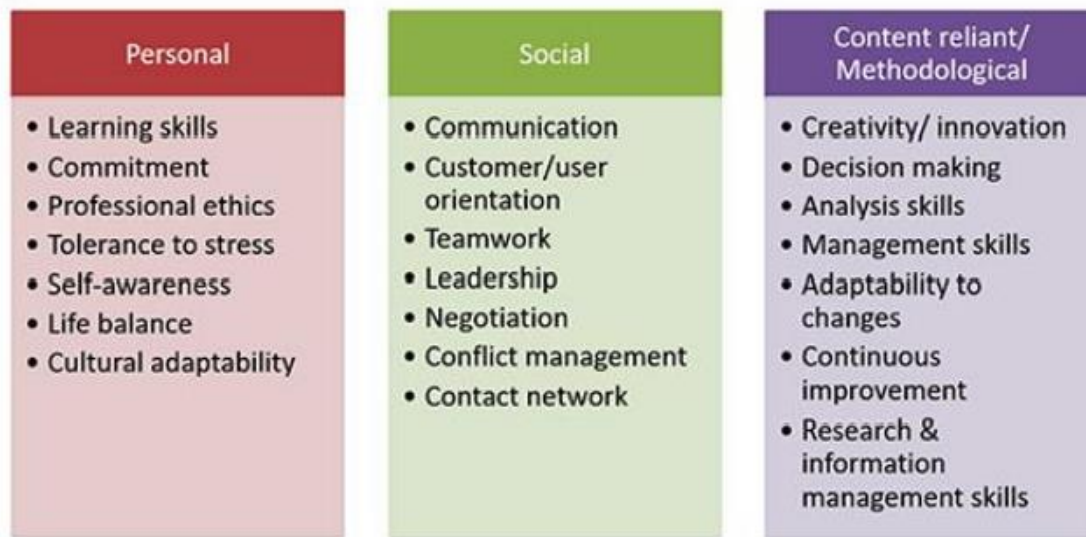 Personal
• Learning skills
• Commitment
• Professional ethics
• Tolerance to stress
• Self-awareness
• Life balance
• Cultural adaptability
Social
• Communication
• Customer/user
orientation
• Teamwork
• Leadership
• Negotiation
• Conflict management
• Contact network
Content reliant/
Methodological
• Creativity/ innovation
• Decision making
• Analysis skills
• Management skills
• Adaptability to
changes
• Continuous
improvement
• Research &
information
management skills